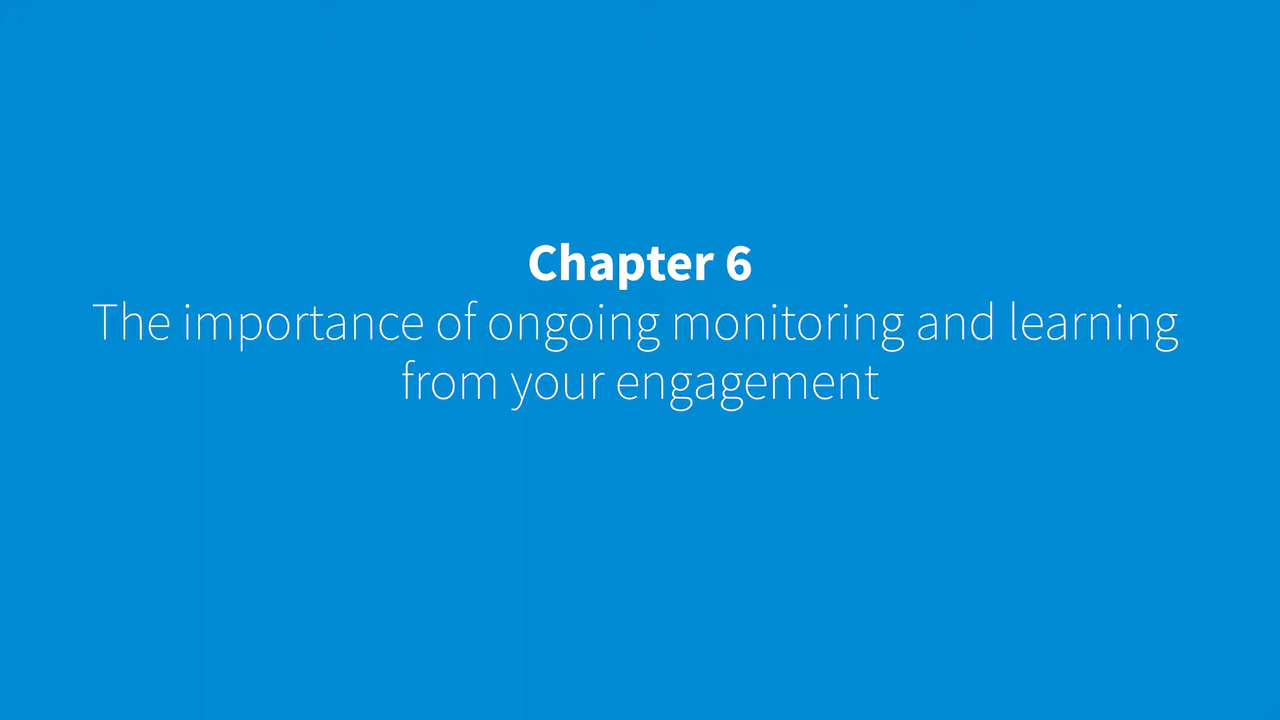 Chapter 6
The importance of ongoing monitoring and learning
from your engagement